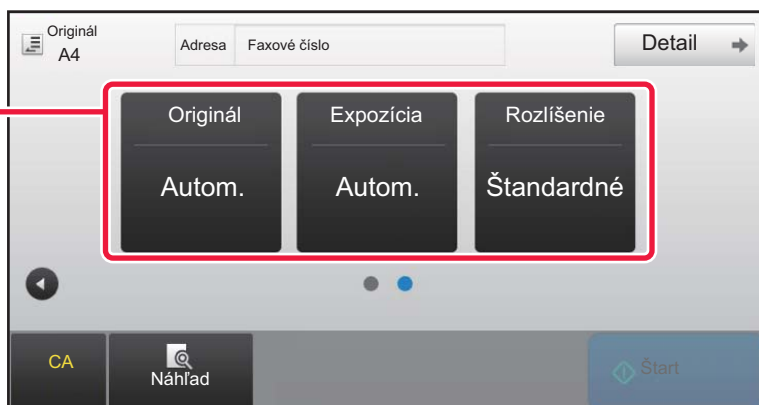 Originál
A4
Adresa Faxové číslo
Detail
Originál Expozícia Rozlíšenie
Autom. Autom. Štandardné
CA
Náhľad
Štart